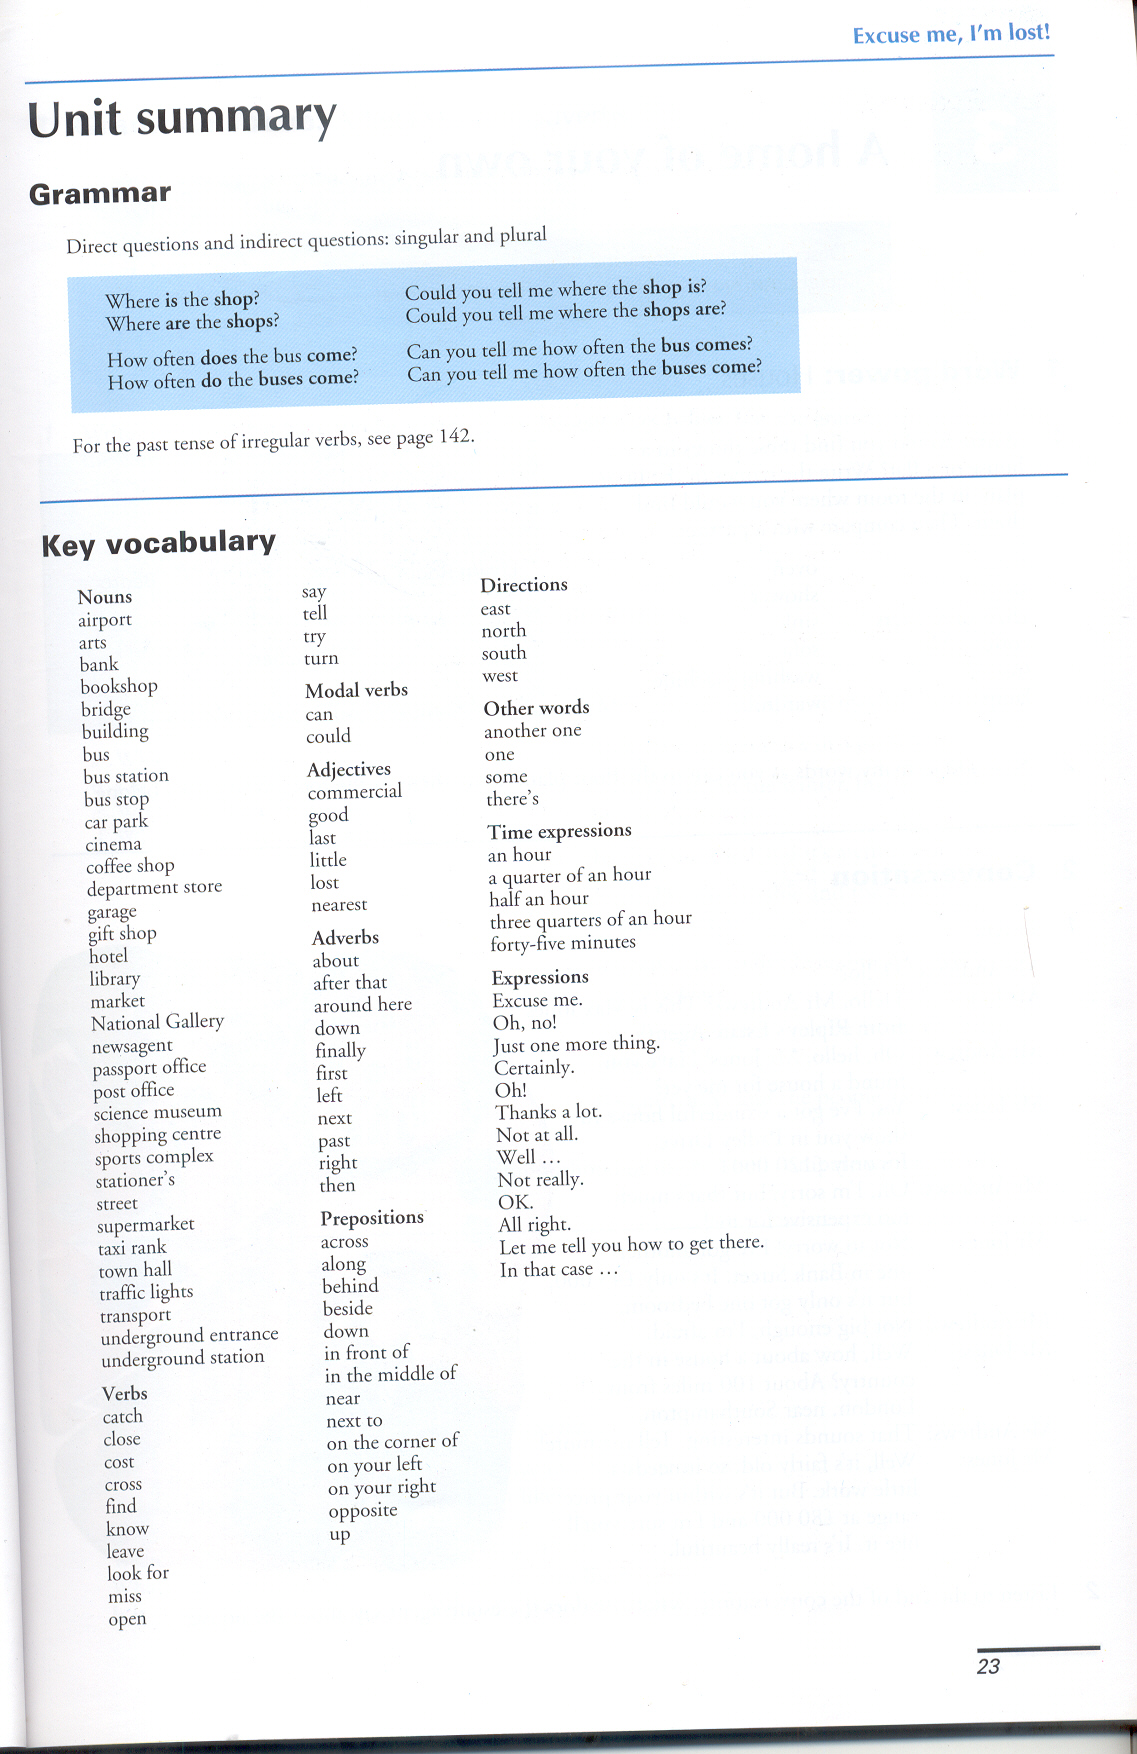 Excuse me, I'm lost!
Unit summary
Grammar
Direct questions and indirect questions: singular and plural
Where is the shop?
Where are the shops?
How often does the bus come?
How often do the buses come?
Could you tell me where the shop is?
Could you tell me where the shops are?
Can you tell me how often the bus comes?
Can you tell me how often the buses come?
For the past tense of irregular verbs, see page 142.
Key vocabulary
Nouns
airport
arts
bank
bookshop
bridge
building
bus
bus station
bus stop
car park
cinema
coffee shop
department store
garage
gift shop
hotel
library
market
National Gallery
newsagent
passport office
post office
science museum
shopping centre
sports complex
stationer's
street
supermarket
taxi rank
town hall
traffic lights
transport
underground entrance
underground station
Verbs
catch
close
cost
cross
find
know
leave
look for
miss
open
say
tell
try
turn
Modal verbs
can
could
Adjectives
commercial
good
last
little
lost
nearest
Adverbs
about
after that
around here
down
finally
first
left
next
past
right
then
Prepositions
across
along
behind
beside
down
in front of
in the middle of
near
next to
on the corner of
on your left
on your right
opposite
up
Directions
east
north
south
west
Other words
another one
one
some
there's
Time expressions
an hour
a quarter of an hour
half an hour
three quarters of an hour
forty-five minutes
Expressions
Excuse me.
Oh, no!
Just one more thing.
Certainly.
Oh!
Thanks a lot.
Not at all.
Well ...
Not really.
OK.
All right.
Let me tell you how to get there.
In that case ...
23